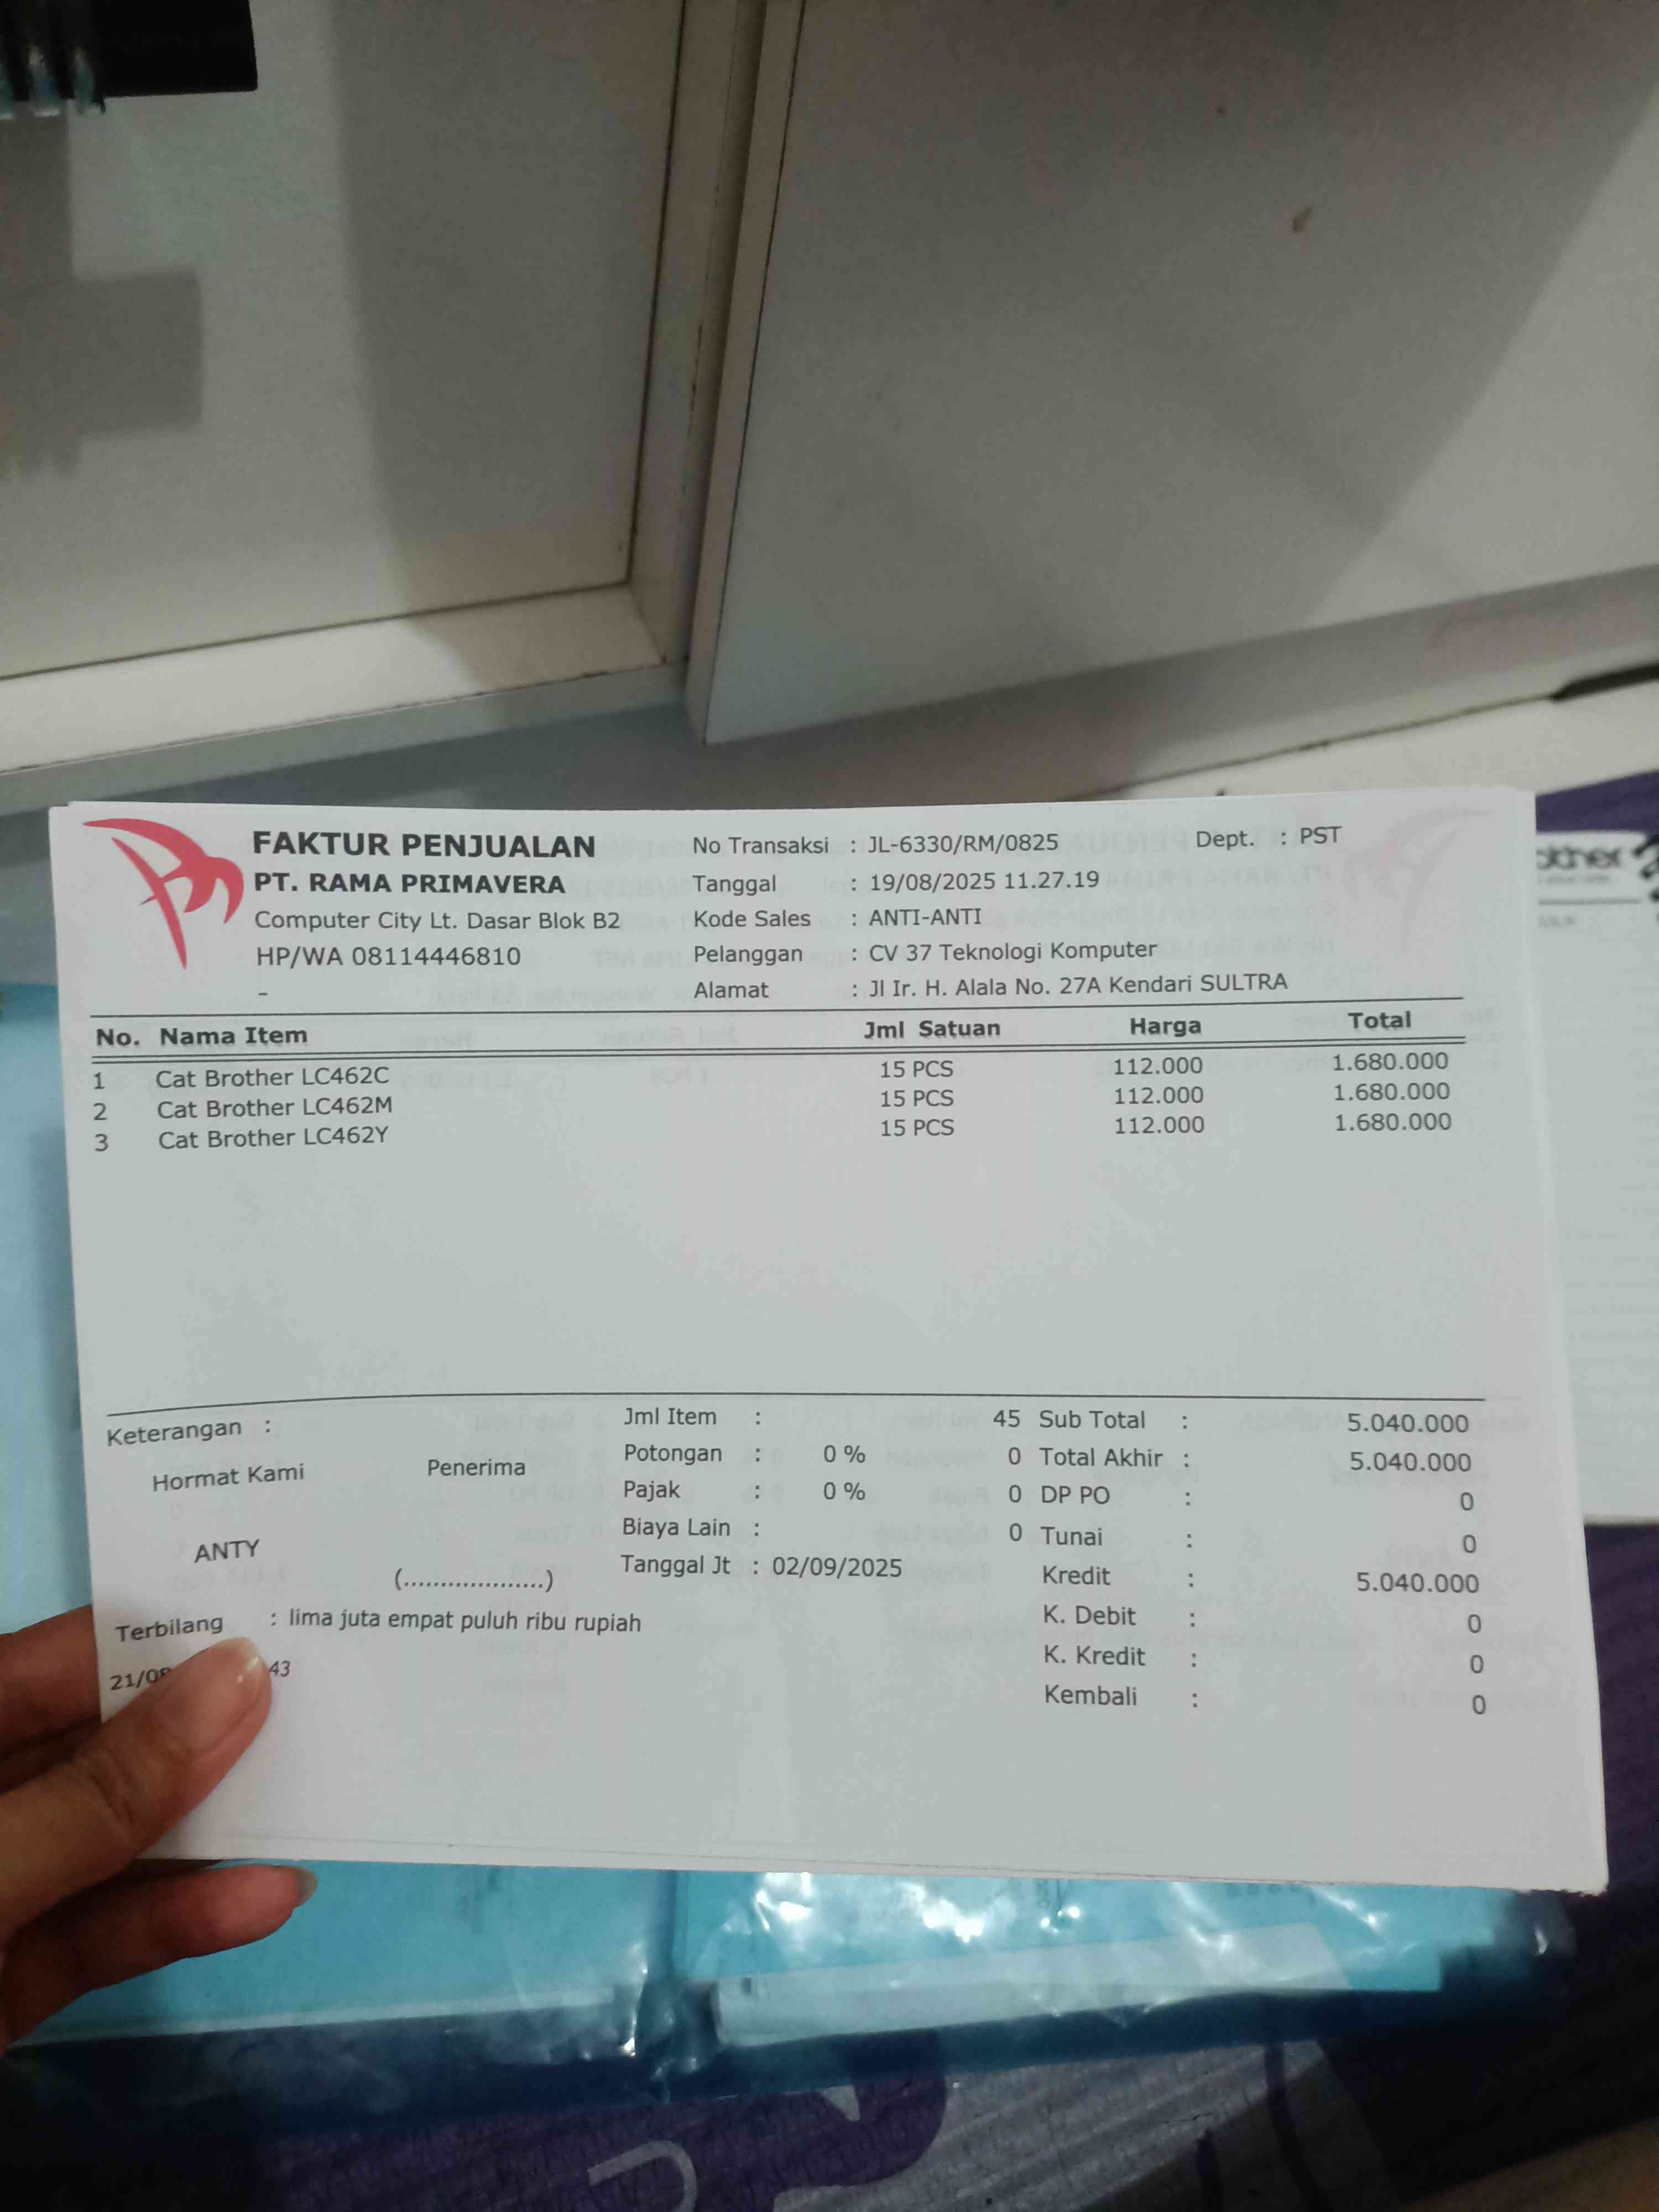 FAKTUR PENJUALAN
PT. RAMA PRIMAVERA
Computer City Lt. Dasar Blok B2
HP/WA 08114446810
-
No Transaksi : JL-6330/RM/0825 Dept. : PST
Tanggal : 19/08/2025 11.27.19
Kode Sales : ANTI-ANTI
Pelanggan : CV 37 Teknologi Komputer
Alamat : Jl Ir. H. Alala No. 27A Kendari SULTRA
No. Nama Item Jml Satuan Harga Total
1 Cat Brother LC462C 15 PCS 112.000 1.680.000
2 Cat Brother LC462M 15 PCS 112.000 1.680.000
3 Cat Brother LC462Y 15 PCS 112.000 1.680.000
Keterangan :
Hormat Kami Penerima
ANTY
(...................)
Jml Item : 45
Potongan : 0 % 0
Pajak : 0 % 0
Biaya Lain : 0
Tanggal Jt : 02/09/2025
Sub Total : 5.040.000
Total Akhir : 5.040.000
DP PO : 0
Tunai : 0
Kredit : 5.040.000
K. Debit : 0
K. Kredit : 0
Kembali : 0
Terbilang : lima juta empat puluh ribu rupiah
21/08 43